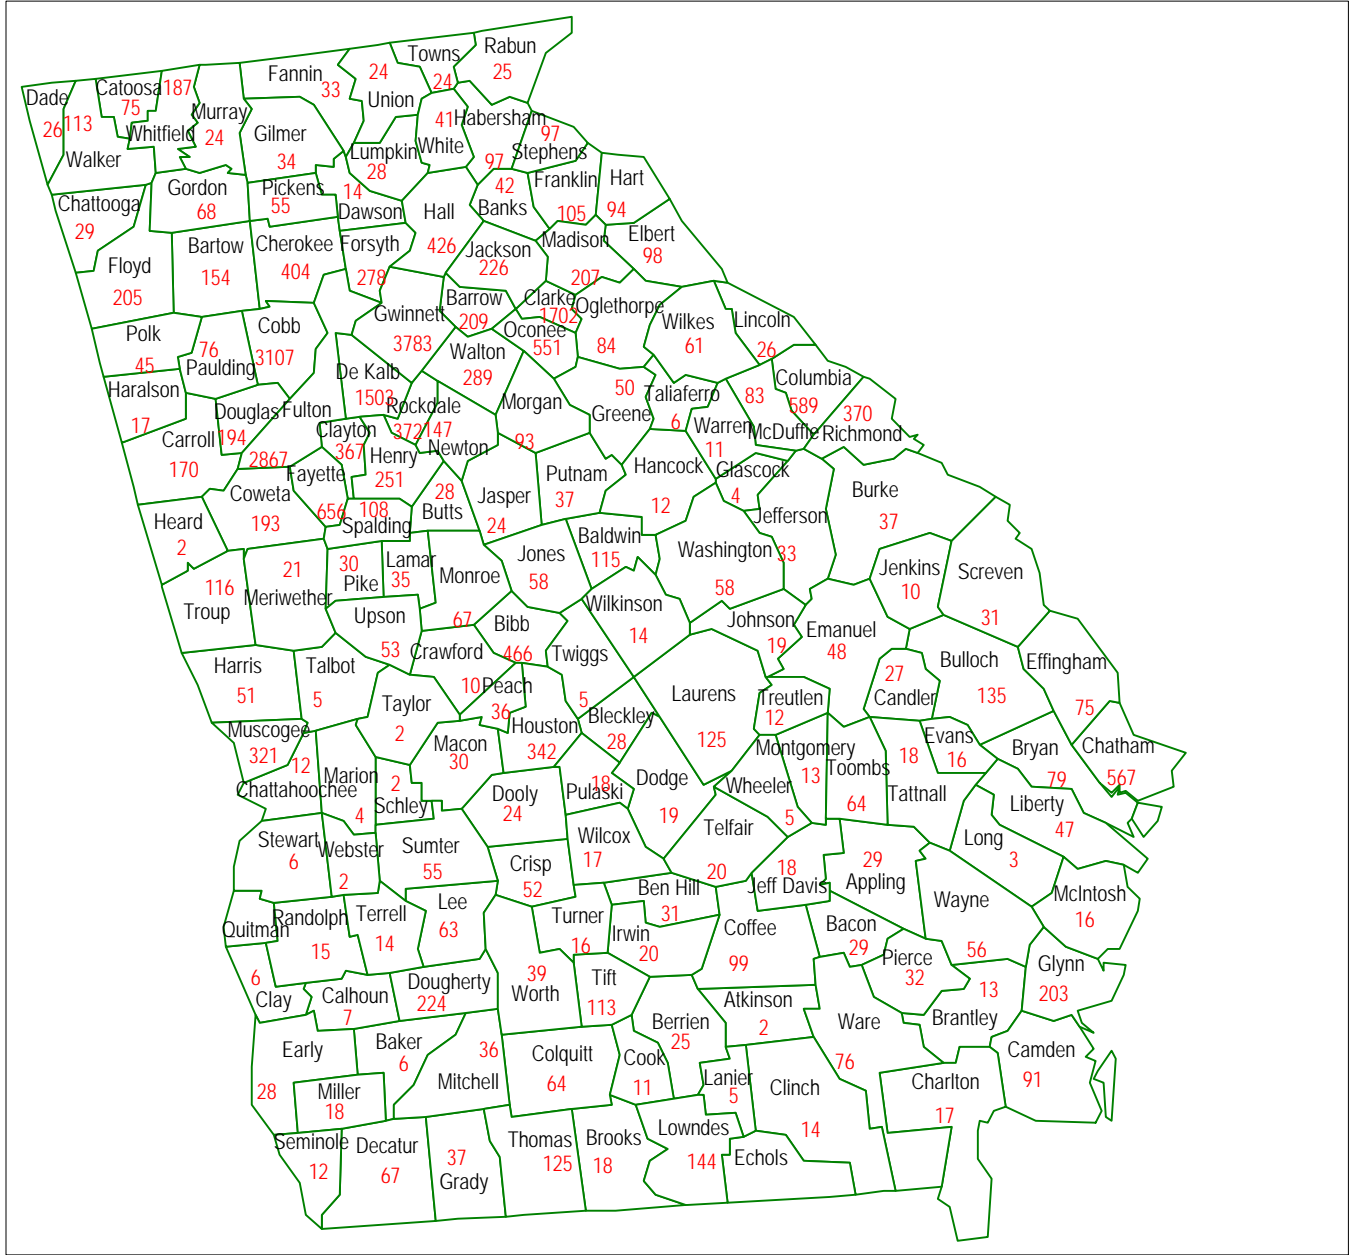 Rabun
25
Towns
24
24
Union
Fannin
33
187
Whitfield
Catoosa
75
Dade
26
113
Walker
Murray
24
Gilmer
34
41
White
Habersham
97
97
Stephens
Lumpkin
28
Chattooga
29
Gordon
68
Pickens
55
14
Dawson
Hall
426
42
Banks
Franklin
105
Hart
94
Floyd
205
Bartow
154
Cherokee
404
Forsyth
278
Jackson
226
Madison
207
Elbert
98
Polk
45
76
Paulding
Cobb
3107
Gwinnett
3783
Barrow
209
Clarke
1702
Oconee
551
Oglethorpe
84
Wilkes
61
Lincoln
26
Haralson
17
Douglas
194
Fulton
2867
De Kalb
1503
Rockdale
372
147
Newton
Walton
289
Morgan
93
50
Greene
Taliaferro
6
Warren
11
83
McDuffie
Columbia
589
370
Richmond
Carroll
170
Clayton
367
Henry
251
Fayette
656
Coweta
193
108
Spalding
28
Butts
Jasper
24
Putnam
37
Hancock
12
Glascock
4
Jefferson
33
Burke
37
Heard
2
116
Troup
21
Meriwether
30
Pike
Lamar
35
Monroe
67
Jones
58
Baldwin
115
Washington
58
Jenkins
10
Screven
31
Upson
53
Crawford
10
Bibb
466
Twiggs
5
Wilkinson
14
Johnson
19
Emanuel
48
27
Candler
Bulloch
135
Effingham
75
Harris
51
Talbot
5
Taylor
2
Peach
36
Houston
342
Bleckley
28
Laurens
125
Treutlen
12
Muscogee
321
12
Chattahoochee
Marion
4
2
Schley
Macon
30
Dooly
24
Pulaski
18
Dodge
19
Wheeler
5
Montgomery
13
Toombs
64
18
Tattnall
Evans
16
Bryan
79
Chatham
567
Liberty
47
Long
3
Stewart
6
Webster
2
Sumter
55
Crisp
52
Wilcox
17
Telfair
20
18
Jeff Davis
29
Appling
Wayne
56
McIntosh
16
Quitman
Randolph
15
Terrell
14
Lee
63
Turner
16
Ben Hill
31
Irwin
20
Coffee
99
Bacon
29
Pierce
32
13
Brantley
Glynn
203
6
Clay
Calhoun
7
Dougherty
224
39
Worth
Tift
113
Berrien
25
Atkinson
2
Ware
76
Early
28
Miller
18
Baker
6
36
Mitchell
Colquitt
64
Cook
11
Lanier
5
Clinch
14
Charlton
17
Camden
91
Seminole
12
Decatur
67
37
Grady
Thomas
125
Brooks
18
Lowndes
144
Echols